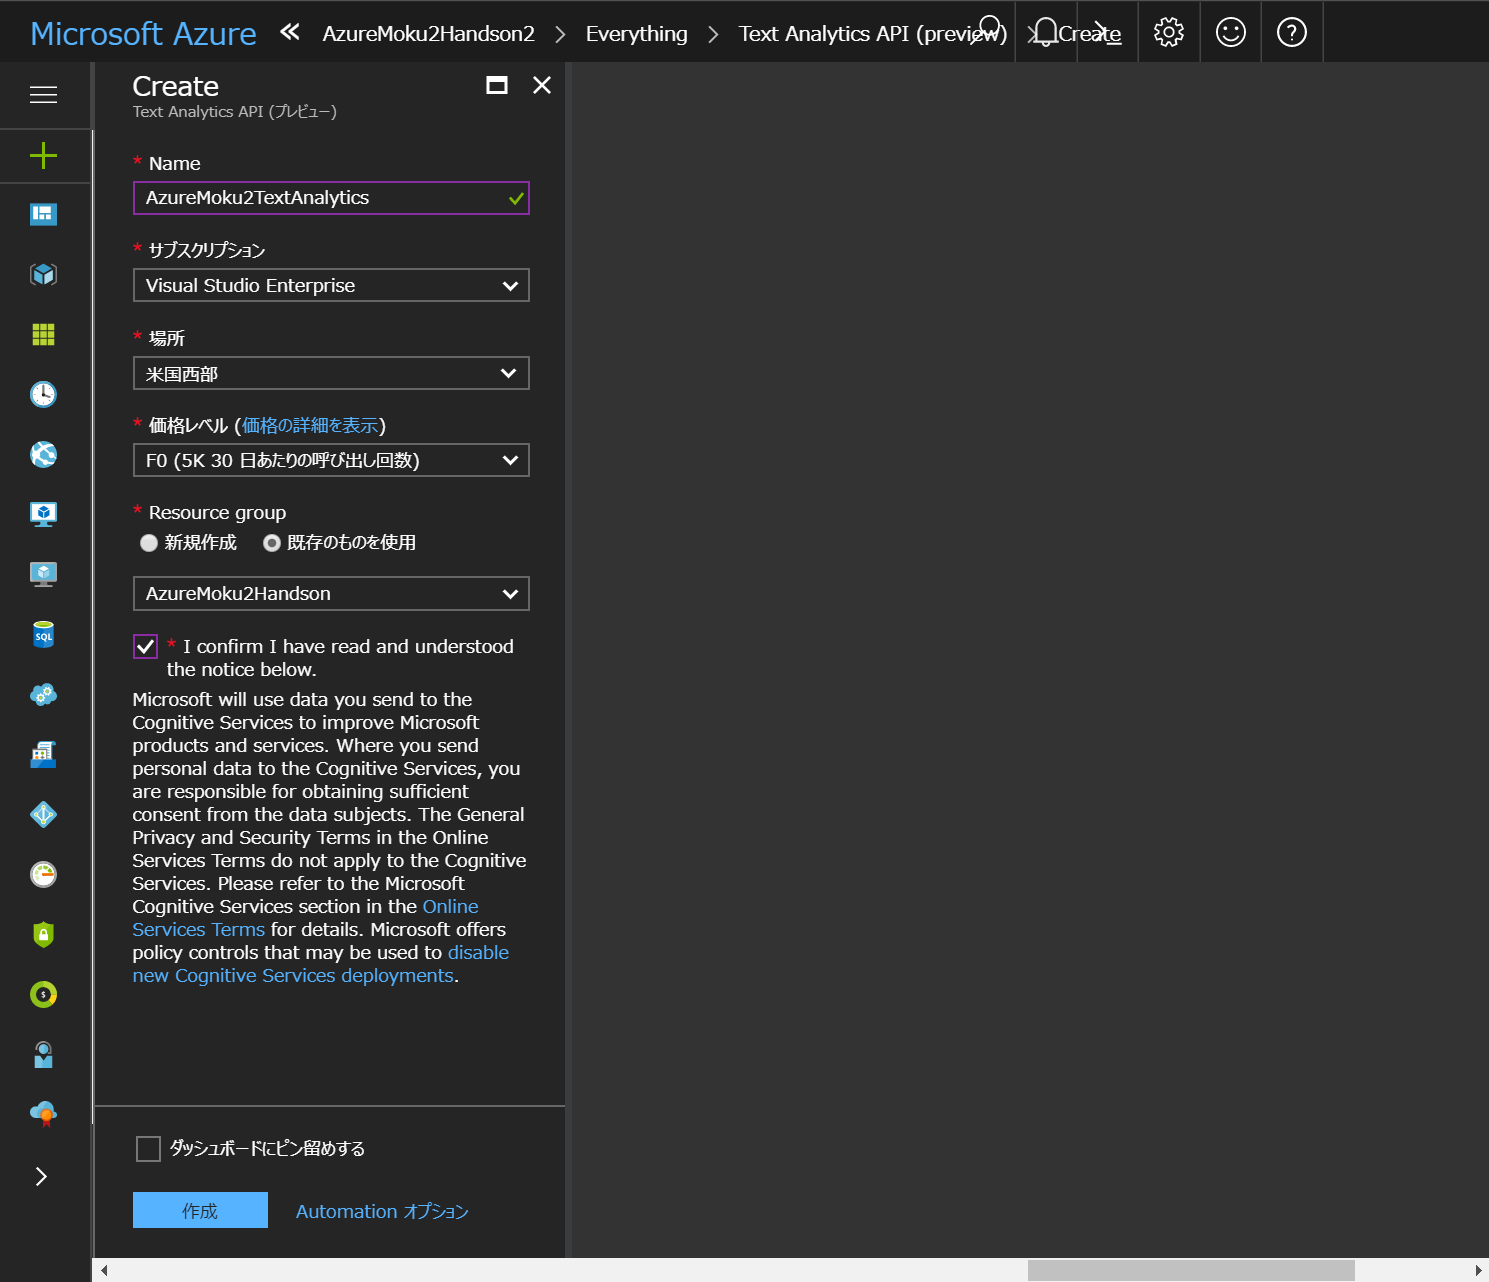 Microsoft Azure « AzureMoku2Handson2 > Everything > Text Analytics API (preview) > Create
Create
Text Analytics API (プレビュー)
* Name
AzureMoku2TextAnalytics
* サブスクリプション
Visual Studio Enterprise
* 場所
米国西部
* 価格レベル (価格の詳細を表示)
F0 (5K 30 日あたりの呼び出し回数)
* Resource group
新規作成 既存のものを使用
AzureMoku2Handson
* I confirm I have read and understood
the notice below.
Microsoft will use data you send to the
Cognitive Services to improve Microsoft
products and services. Where you send
personal data to the Cognitive Services, you
are responsible for obtaining sufficient
consent from the data subjects. The General
Privacy and Security Terms in the Online
Services Terms do not apply to the Cognitive
Services. Please refer to the Microsoft
Cognitive Services section in the Online
Services Terms for details. Microsoft offers
policy controls that may be used to disable
new Cognitive Services deployments.
SQL
ダッシュボードにピン留めする
作成 Automation オプション